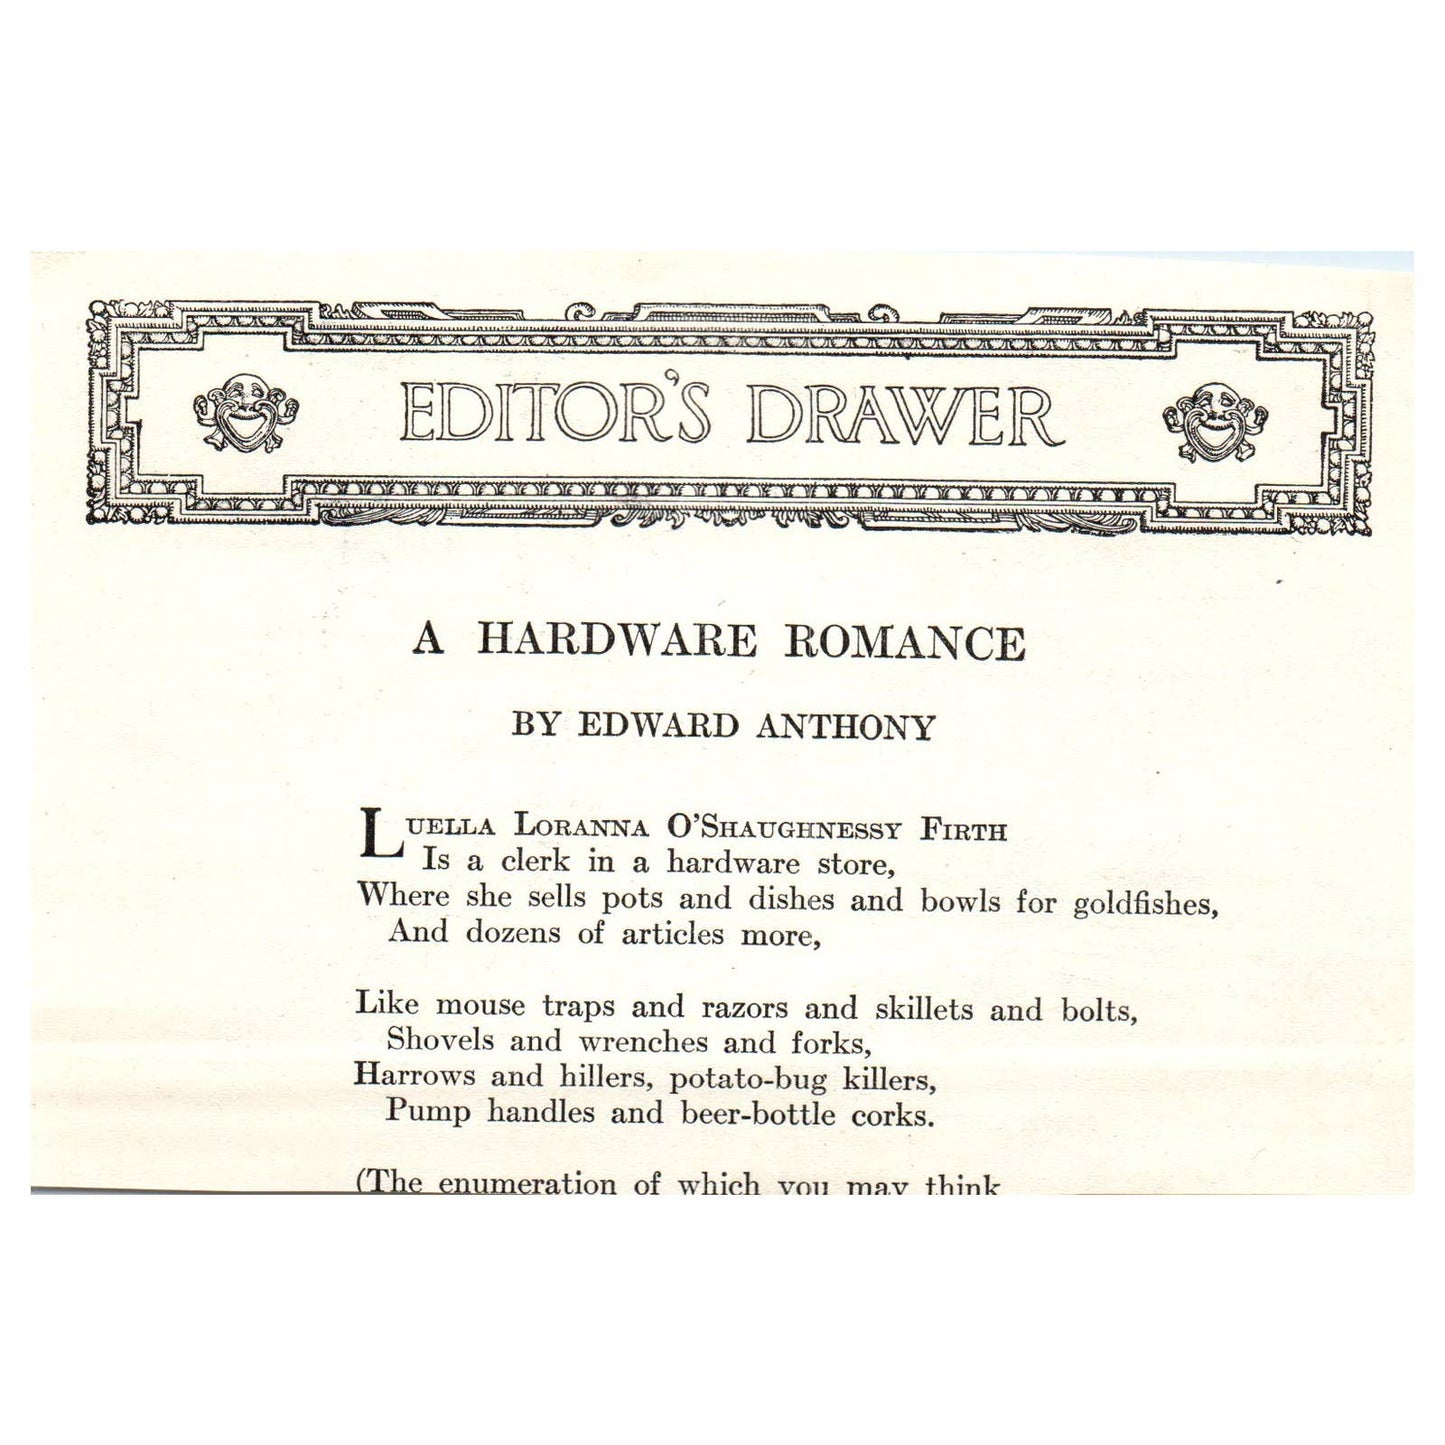 EDITOR'S DRAWER
A HARDWARE ROMANCE
BY EDWARD ANTHONY
LUELLA LORANNA O'SHAUGHNESSY FIRTH
Is a clerk in a hardware store,
Where she sells pots and dishes and bowls for goldfishes,
And dozens of articles more,
Like mouse traps and razors and skillets and bolts,
Shovels and wrenches and forks,
Harrows and hillers, potato-bug killers,
Pump handles and beer-bottle corks.
(The enumeration of which you may think